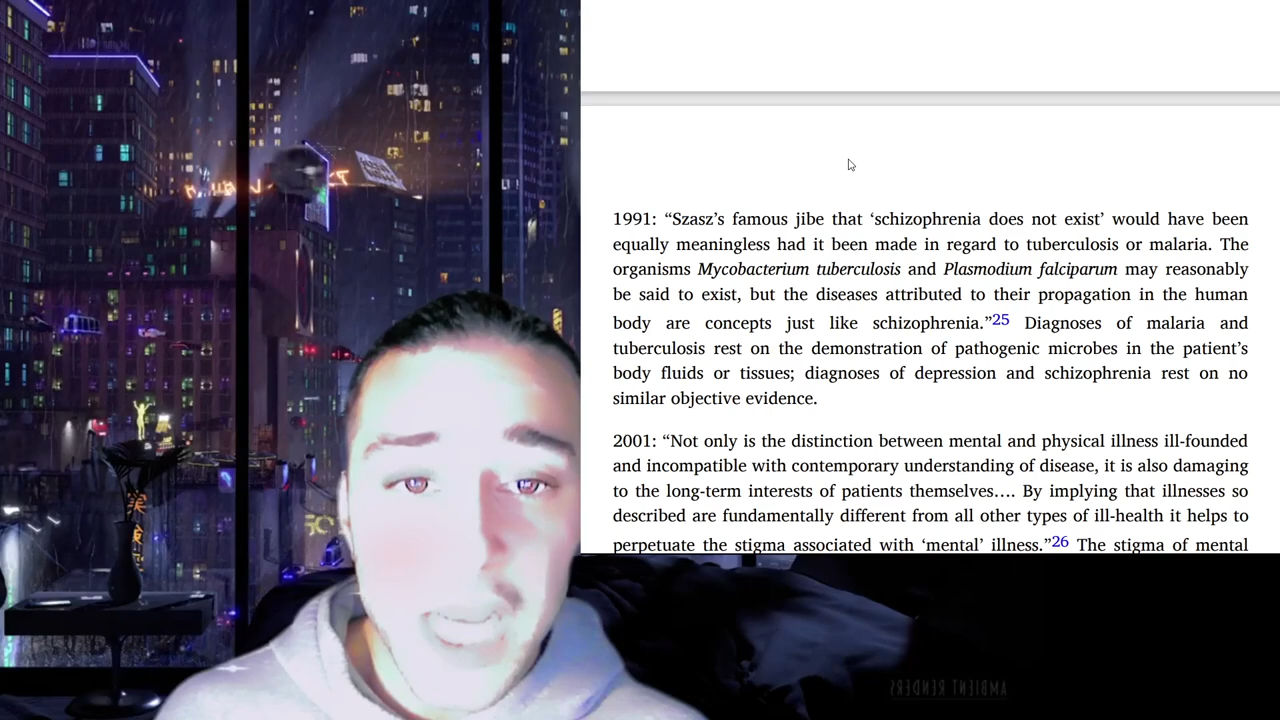 1991: “Szasz’s famous jibe that ‘schizophrenia does not exist’ would have been
equally meaningless had it been made in regard to tuberculosis or malaria. The
organisms Mycobacterium tuberculosis and Plasmodium falciparum may reasonably
be said to exist, but the diseases attributed to their propagation in the human
body are concepts just like schizophrenia.”25 Diagnoses of malaria and
tuberculosis rest on the demonstration of pathogenic microbes in the patient’s
body fluids or tissues; diagnoses of depression and schizophrenia rest on no
similar objective evidence.
2001: “Not only is the distinction between mental and physical illness ill-founded
and incompatible with contemporary understanding of disease, it is also damaging
to the long-term interests of patients themselves…. By implying that illnesses so
described are fundamentally different from all other types of ill-health it helps to
perpetuate the stigma associated with ‘mental’ illness.”26 The stigma of mental
AMBIENT RENDERS